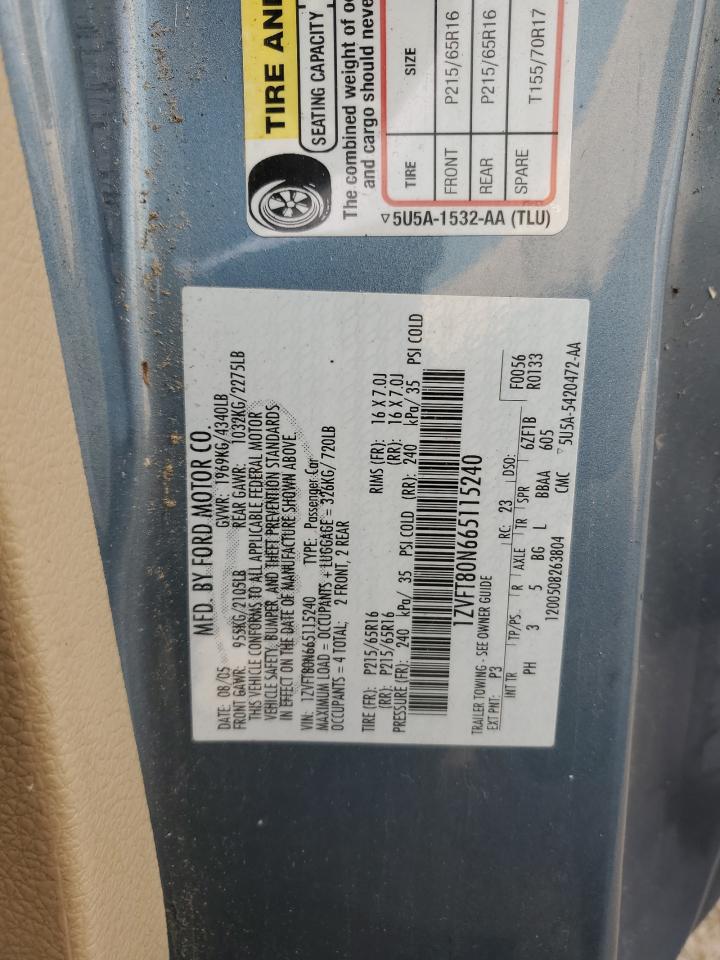 MFD. BY FORD MOTOR CO.
DATE: 08/05 GVWR: 1969KG/4340LB
FRONT GAWR: 955KG/2105LB REAR GAWR: 1032KG/2275LB
THIS VEHICLE CONFORMS TO ALL APPLICABLE FEDERAL MOTOR
VEHICLE SAFETY, BUMPER, AND THEFT PREVENTION STANDARDS
IN EFFECT ON THE DATE OF MANUFACTURE SHOWN ABOVE.
VIN: 1ZVFT80N665115240 TYPE: Passenger Car
MAXIMUM LOAD = OCCUPANTS + LUGGAGE = 326KG/ 720LB
OCCUPANTS = 4 TOTAL; 2 FRONT, 2 REAR
TIRE (FR): P215/65R16 RIMS (FR): 16 X 7.0J
(RR): P215/65R16 (RR): 16 X 7.0J
PRESSURE (FR): 240 kPa/ 35 PSI COLD (RR): 240 kPa/ 35 PSI COLD
1ZVFT80N665115240
TRAILER TOWING - SEE OWNER GUIDE
EXT PNT: P3 RC: 23 DSO: F0056
R0133
INT TR TP/PS R AXLE TR SPR 6ZF1B
PH 3 5 BG L BBAA 605
1200508263804 CMC
▽5U5A-5420472-AA
TIRE AND
SEATING CAPACITY
The combined weight of oc
and cargo should neve
TIRE SIZE
FRONT P215/65R16
REAR P215/65R16
SPARE T155/70R17
▽5U5A-1532-AA (TLU)